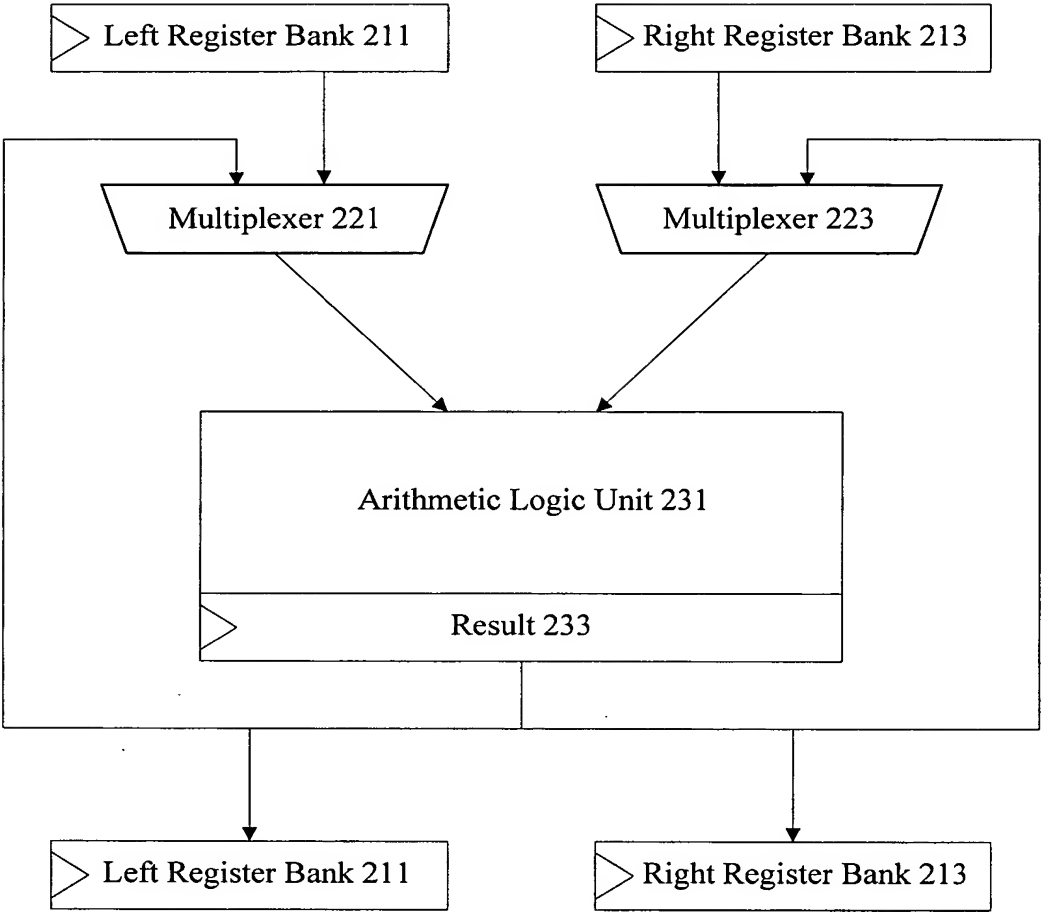 Left Register Bank 211
Right Register Bank 213
Multiplexer 221
Multiplexer 223
Arithmetic Logic Unit 231
Result 233
Left Register Bank 211
Right Register Bank 213